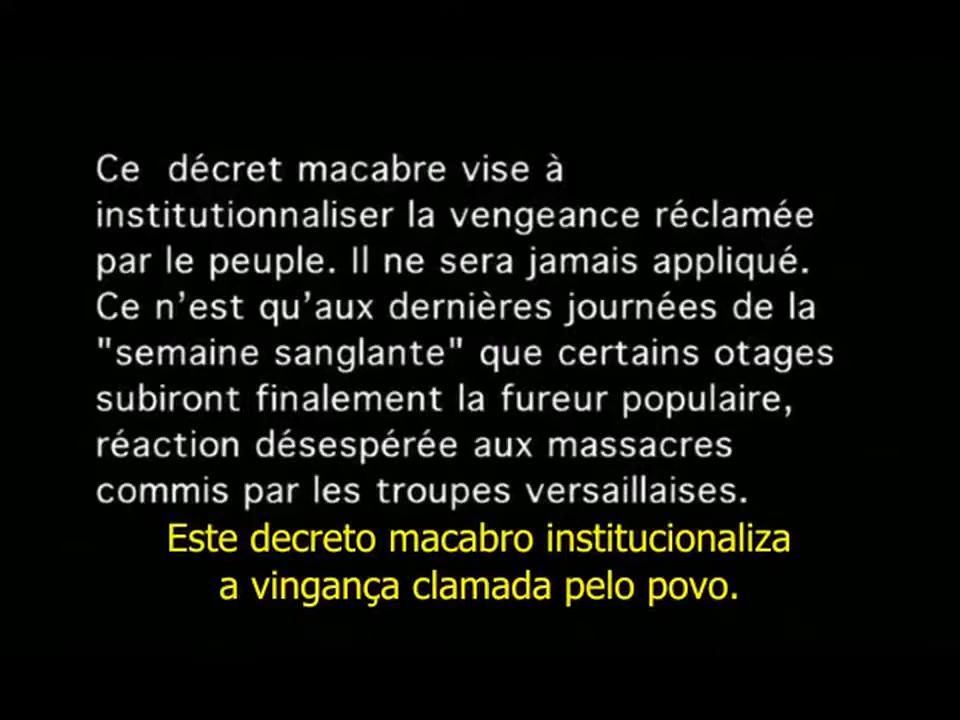 Ce  décret macabre vise à
institutionnaliser la vengeance réclamée
par le peuple. Il ne sera jamais appliqué.
Ce n’est qu’aux dernières journées de la
"semaine sanglante" que certains otages
subiront finalement la fureur populaire,
réaction désespérée aux massacres
commis par les troupes versaillaises.
Este decreto macabro institucionaliza
a vingança clamada pelo povo.